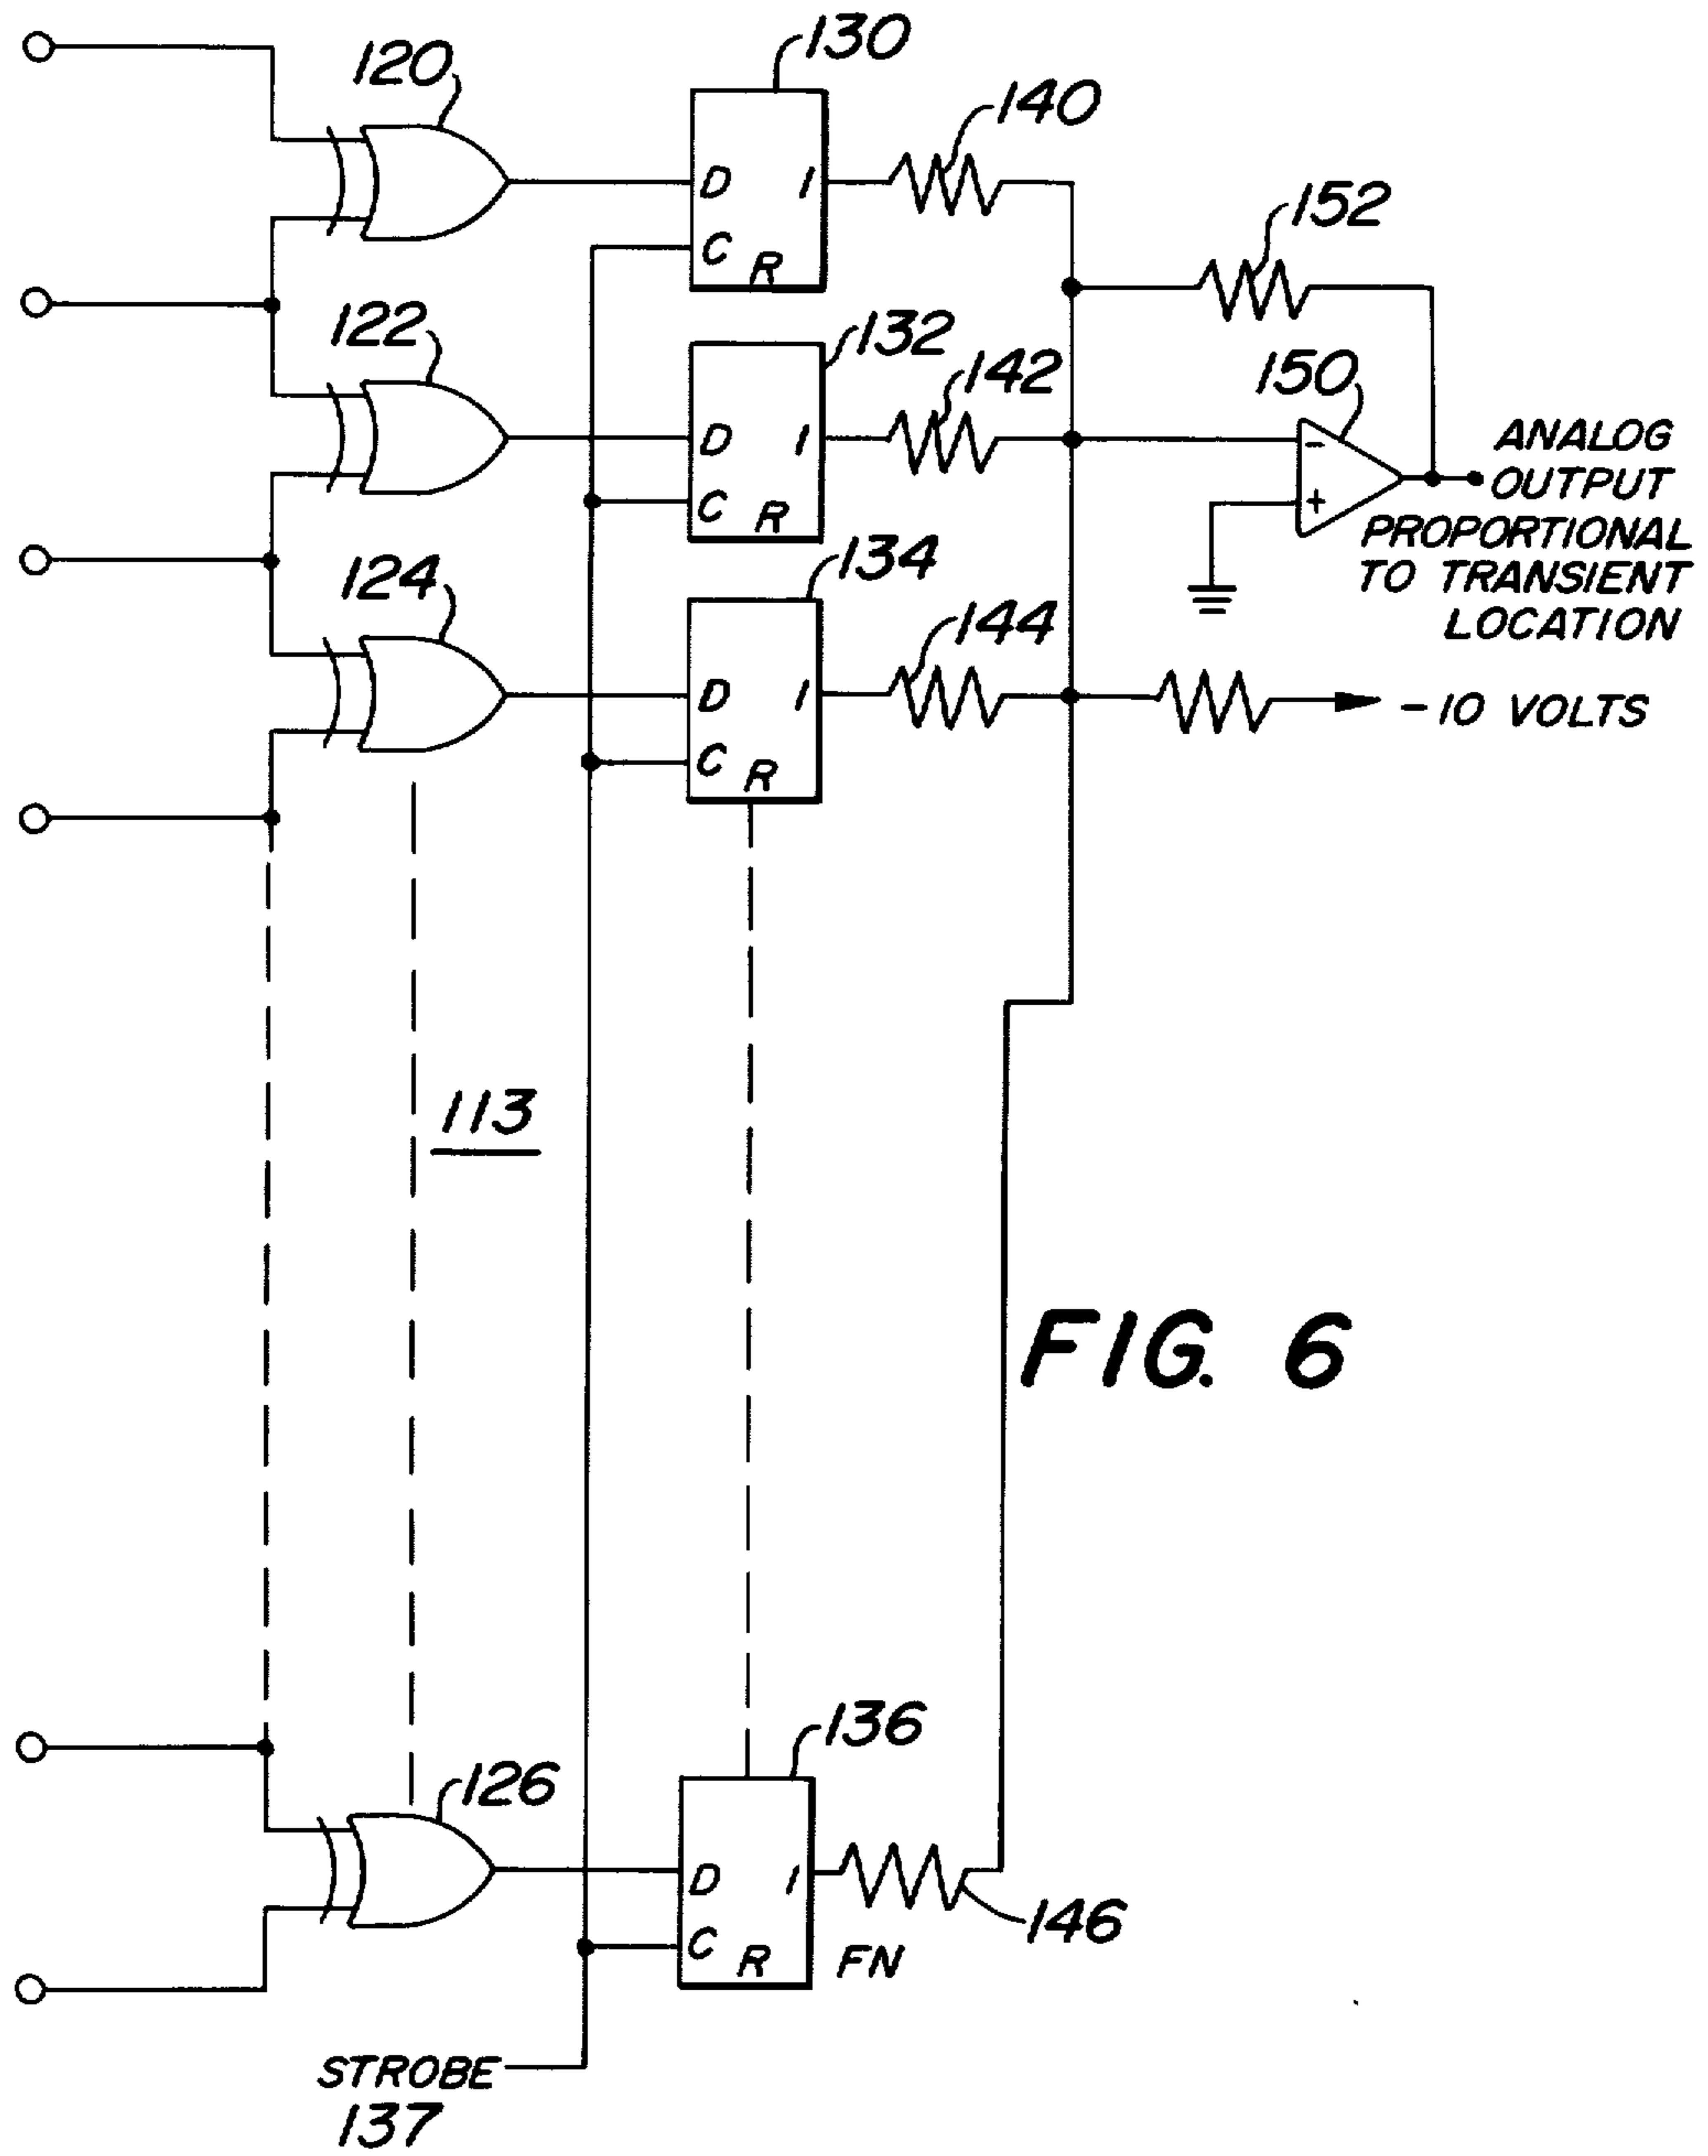 130
120
140
D 1
C R
152
122
132
142
150
D 1
C R
-
+
ANALOG
OUTPUT
PROPORTIONAL
TO TRANSIENT
LOCATION
124
134
144
D 1
C R
-10 VOLTS
113
FIG. 6
136
126
D 1
C R
FN
146
STROBE
137